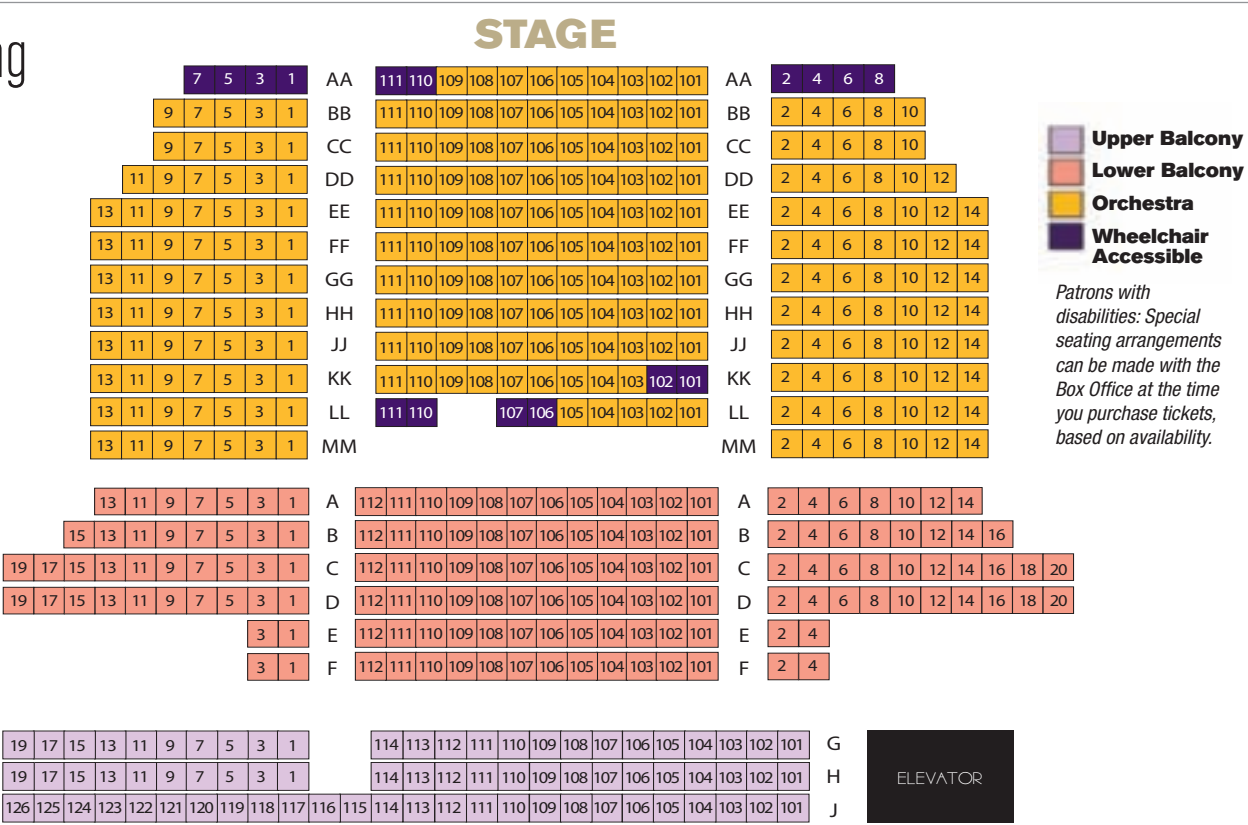 STAGE
ng
7 5 3 1 AA 111 110 109 108 107 106 105 104 103 102 101 AA 2 4 6 8
9 7 5 3 1 BB 111 110 109 108 107 106 105 104 103 102 101 BB 2 4 6 8 10
9 7 5 3 1 CC 111 110 109 108 107 106 105 104 103 102 101 CC 2 4 6 8 10
11 9 7 5 3 1 DD 111 110 109 108 107 106 105 104 103 102 101 DD 2 4 6 8 10 12
13 11 9 7 5 3 1 EE 111 110 109 108 107 106 105 104 103 102 101 EE 2 4 6 8 10 12 14
13 11 9 7 5 3 1 FF 111 110 109 108 107 106 105 104 103 102 101 FF 2 4 6 8 10 12 14
13 11 9 7 5 3 1 GG 111 110 109 108 107 106 105 104 103 102 101 GG 2 4 6 8 10 12 14
13 11 9 7 5 3 1 HH 111 110 109 108 107 106 105 104 103 102 101 HH 2 4 6 8 10 12 14
13 11 9 7 5 3 1 JJ 111 110 109 108 107 106 105 104 103 102 101 JJ 2 4 6 8 10 12 14
13 11 9 7 5 3 1 KK 111 110 109 108 107 106 105 104 103 102 101 KK 2 4 6 8 10 12 14
13 11 9 7 5 3 1 LL 111 110 107 106 105 104 103 102 101 LL 2 4 6 8 10 12 14
13 11 9 7 5 3 1 MM MM 2 4 6 8 10 12 14
13 11 9 7 5 3 1 A 112 111 110 109 108 107 106 105 104 103 102 101 A 2 4 6 8 10 12 14
15 13 11 9 7 5 3 1 B 112 111 110 109 108 107 106 105 104 103 102 101 B 2 4 6 8 10 12 14 16
19 17 15 13 11 9 7 5 3 1 C 112 111 110 109 108 107 106 105 104 103 102 101 C 2 4 6 8 10 12 14 16 18 20
19 17 15 13 11 9 7 5 3 1 D 112 111 110 109 108 107 106 105 104 103 102 101 D 2 4 6 8 10 12 14 16 18 20
3 1 E 112 111 110 109 108 107 106 105 104 103 102 101 E 2 4
3 1 F 112 111 110 109 108 107 106 105 104 103 102 101 F 2 4
19 17 15 13 11 9 7 5 3 1 114 113 112 111 110 109 108 107 106 105 104 103 102 101 G
19 17 15 13 11 9 7 5 3 1 114 113 112 111 110 109 108 107 106 105 104 103 102 101 H
126 125 124 123 122 121 120 119 118 117 116 115 114 113 112 111 110 109 108 107 106 105 104 103 102 101 J
ELEVATOR
Upper Balcony
Lower Balcony
Orchestra
Wheelchair
Accessible
Patrons with
disabilities: Special
seating arrangements
can be made with the
Box Office at the time
you purchase tickets,
based on availability.